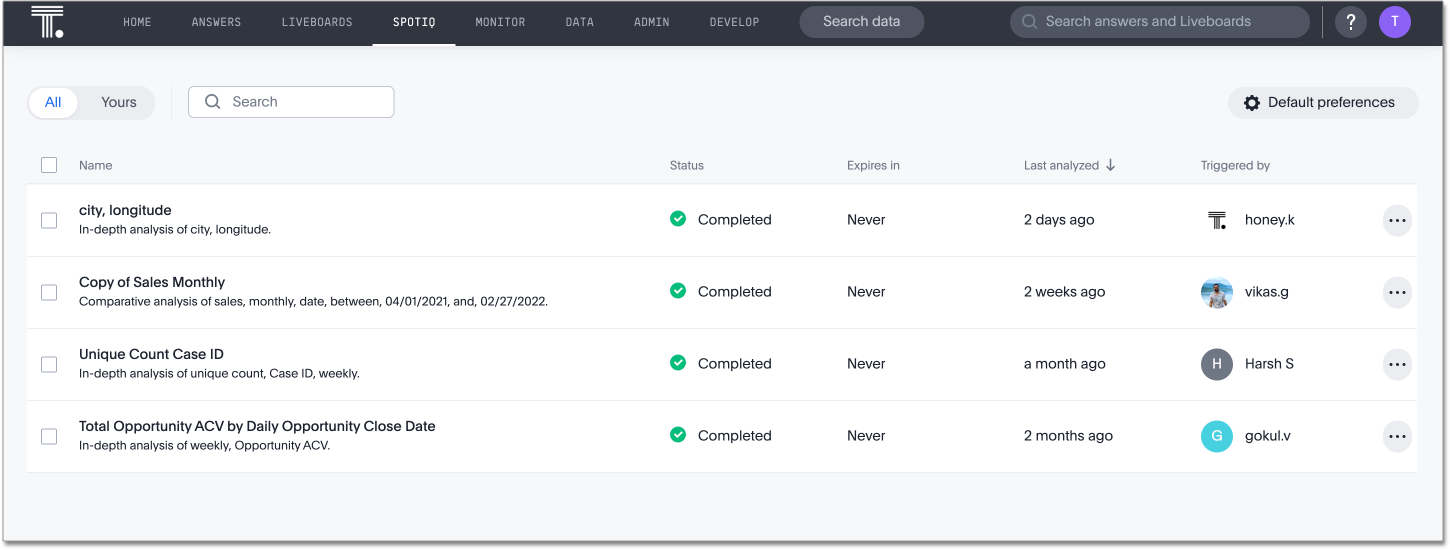 HOME ANSWERS LIVEBOARDS SPOTIQ MONITOR DATA ADMIN DEVELOP Search data Search answers and Liveboards ? T
All Yours Search Default preferences
Name Status Expires in Last analyzed Triggered by
city, longitude
In-depth analysis of city, longitude.
Completed Never 2 days ago honey.k
Copy of Sales Monthly
Comparative analysis of sales, monthly, date, between, 04/01/2021, and, 02/27/2022.
Completed Never 2 weeks ago vikas.g
Unique Count Case ID
In-depth analysis of unique count, Case ID, weekly.
Completed Never a month ago H Harsh S
Total Opportunity ACV by Daily Opportunity Close Date
In-depth analysis of weekly, Opportunity ACV.
Completed Never 2 months ago G gokul.v